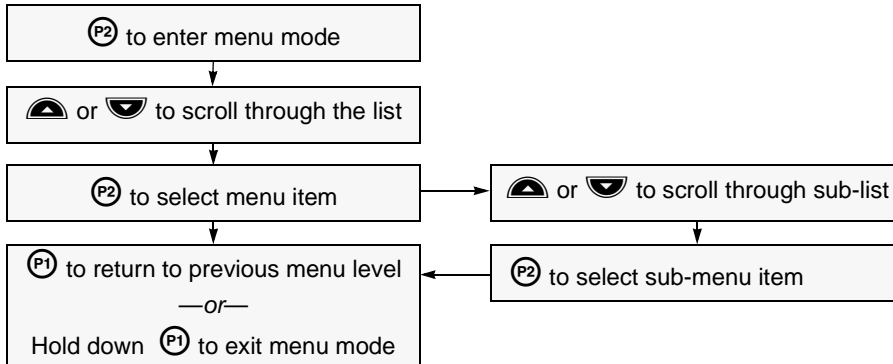 P2 to enter menu mode
or to scroll through the list
P2 to select menu item
or to scroll through sub-list
P1 to return to previous menu level
—or—
Hold down P1 to exit menu mode
P2 to select sub-menu item